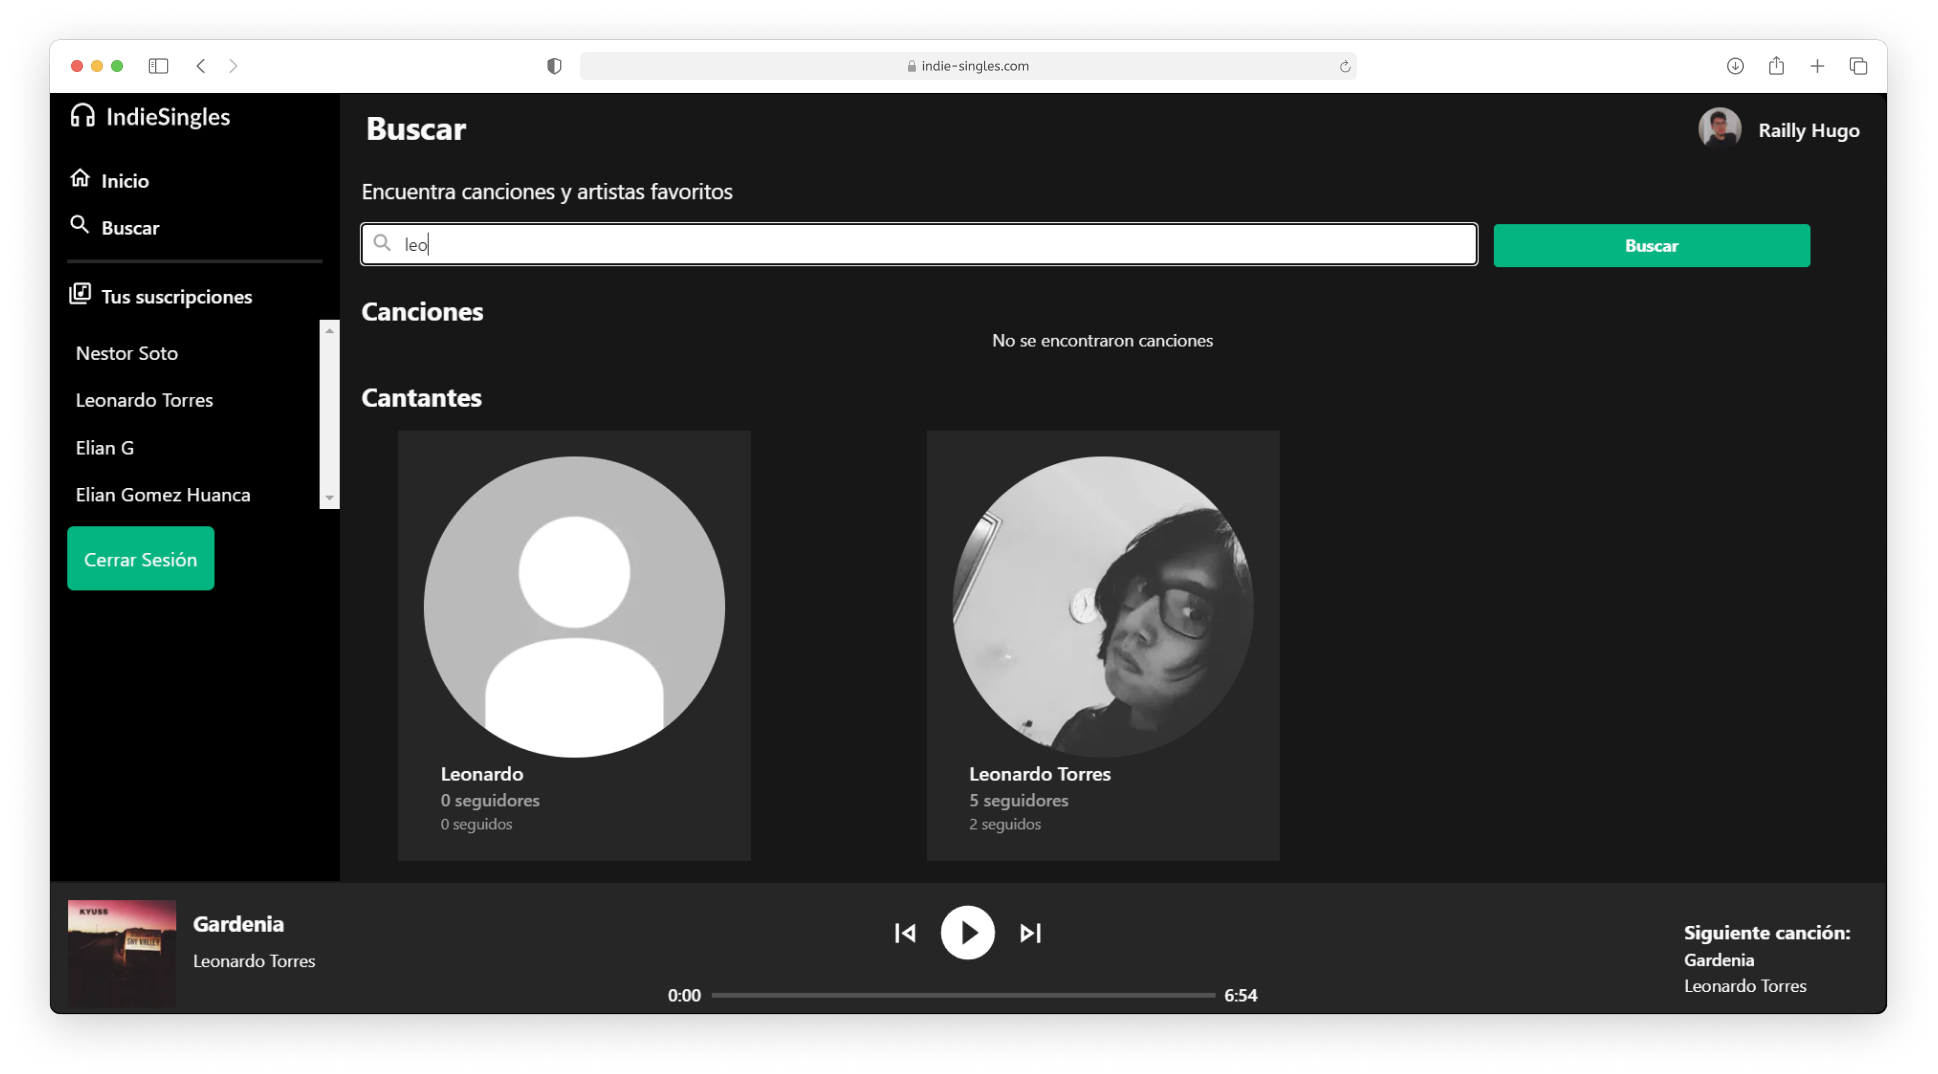 indie-singles.com
IndieSingles
Inicio
Buscar
Tus suscripciones
Nestor Soto
Leonardo Torres
Elian G
Elian Gomez Huanca
Cerrar Sesión
Buscar
Railly Hugo
Encuentra canciones y artistas favoritos
leo
Buscar
Canciones
No se encontraron canciones
Cantantes
Leonardo
0 seguidores
0 seguidos
Leonardo Torres
5 seguidores
2 seguidos
KYUSS
SKY VALLEY
Gardenia
Leonardo Torres
0:00
6:54
Siguiente canción:
Gardenia
Leonardo Torres